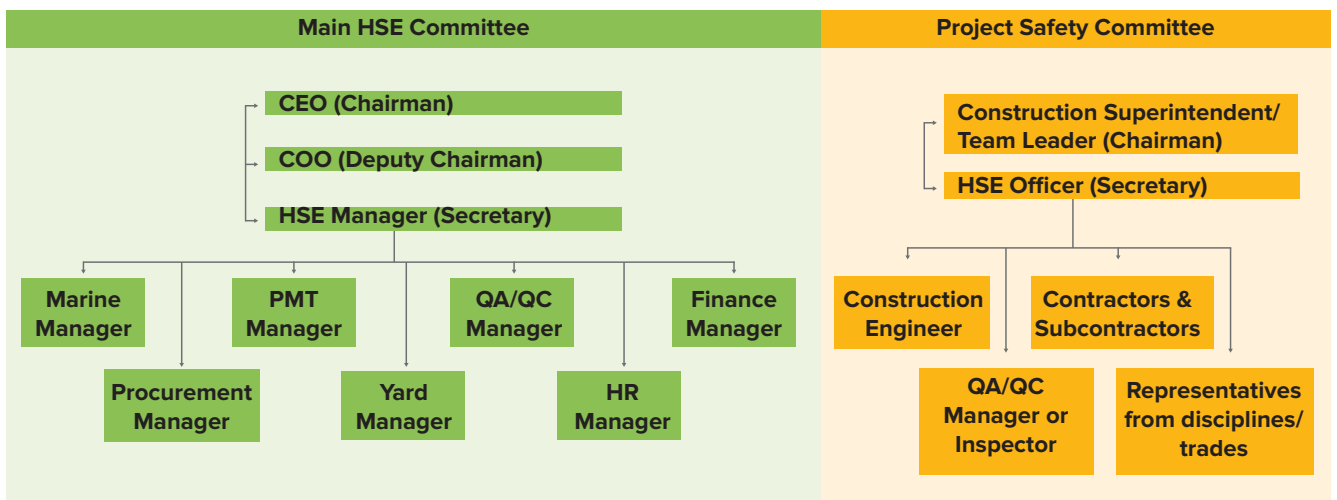 Main HSE Committee
Project Safety Committee
CEO (Chairman)
COO (Deputy Chairman)
HSE Manager (Secretary)
Marine
Manager
PMT
Manager
QA/QC
Manager
Finance
Manager
Procurement
Manager
Yard
Manager
HR
Manager
Construction Superintendent/
Team Leader (Chairman)
HSE Officer (Secretary)
Construction
Engineer
Contractors &
Subcontractors
QA/QC
Manager or
Inspector
Representatives
from disciplines/
trades